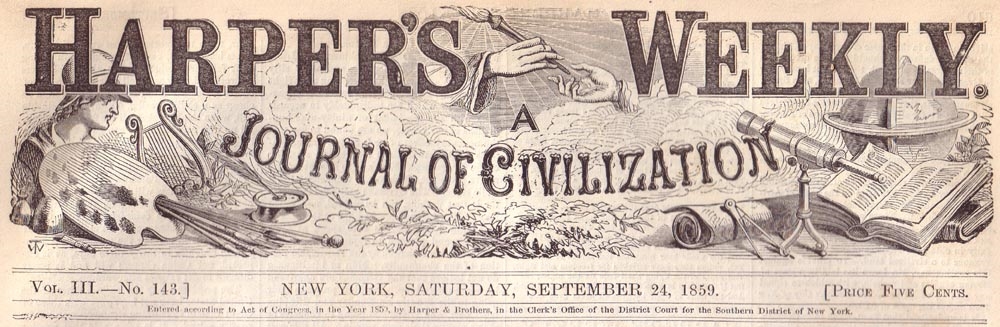 HARPER'S WEEKLY.
A
JOURNAL OF CIVILIZATION
VOL. III.—No. 143.] NEW YORK, SATURDAY, SEPTEMBER 24, 1859. [PRICE FIVE CENTS.
Entered according to Act of Congress, in the Year 1859, by Harper & Brothers, in the Clerk's Office of the District Court for the Southern District of New York.